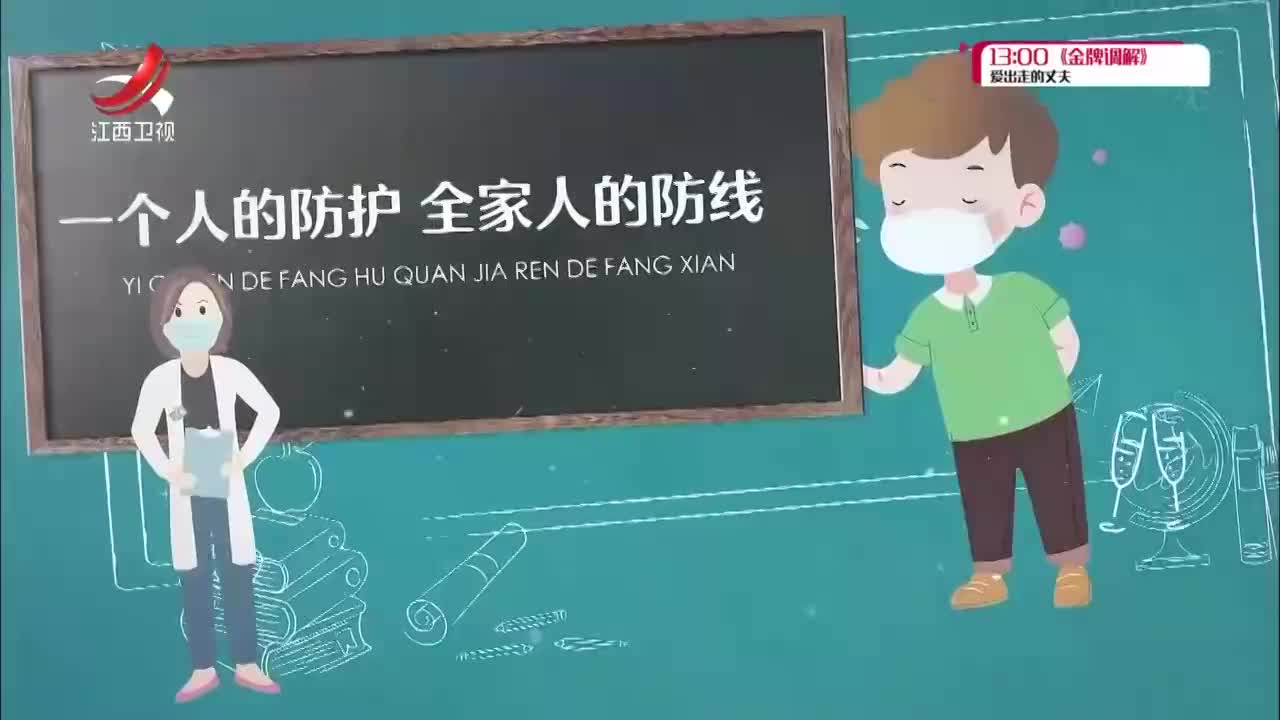 江西卫视
13:00《金牌调解》
爱出走的丈夫
一个人的防护 全家人的防线
YI DE FANG HU QUAN JIA REN DE FANG XIAN